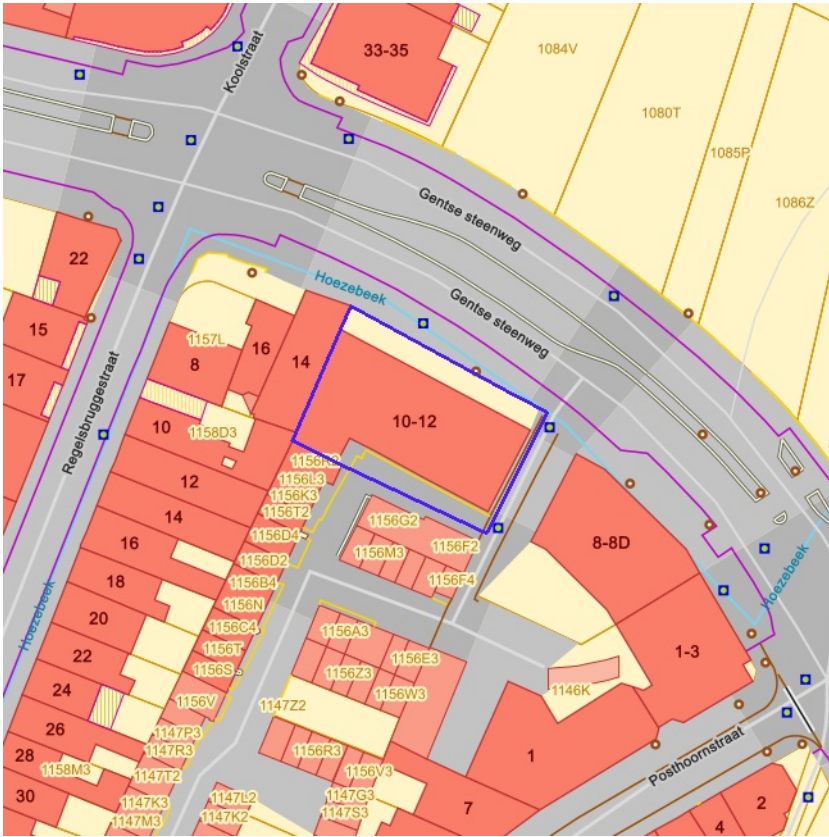 33-35
1084V
Koolstraat
1080T
1085P
1086Z
Gentse steenweg
22
Hoezebeek
Gentse steenweg
15
1157L
16
14
8
17
10-12
Regelsbruggestraat
10
1158D3
12
1156L3
1156K3
1156T2
14
1156G2
1156D4
16
1156M3
1156F2
8-8D
1156D2
18
1156B4
1156F4
Hoezebeek
Hoezebeek
20
1156N
1156C4
1156A3
22
1156T
1156E3
1-3
1156S
1156Z3
24
1156V
1156W3
1146K
1147Z2
26
1147P3
1147R3
1156R3
1
Posthoornstraat
28
1158M3
1147T2
1156V3
30
1147K3
1147L2
1147G3
7
2
1147M3
1147K2
1147S3
4